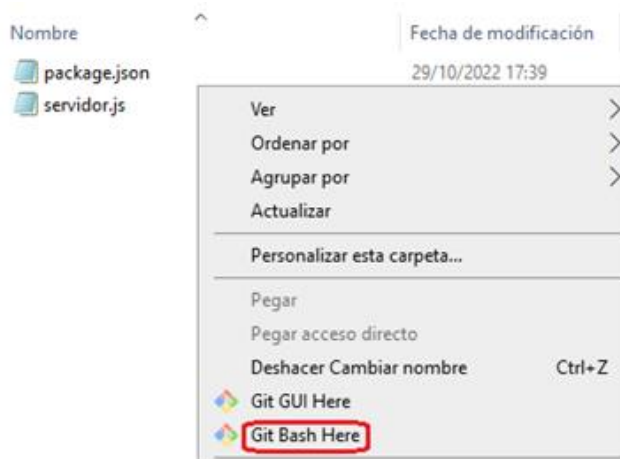 Nombre Fecha de modificación
package.json 29/10/2022 17:39
servidor.js
Ver
Ordenar por
Agrupar por
Actualizar
Personalizar esta carpeta...
Pegar
Pegar acceso directo
Deshacer Cambiar nombre Ctrl+Z
Git GUI Here
Git Bash Here